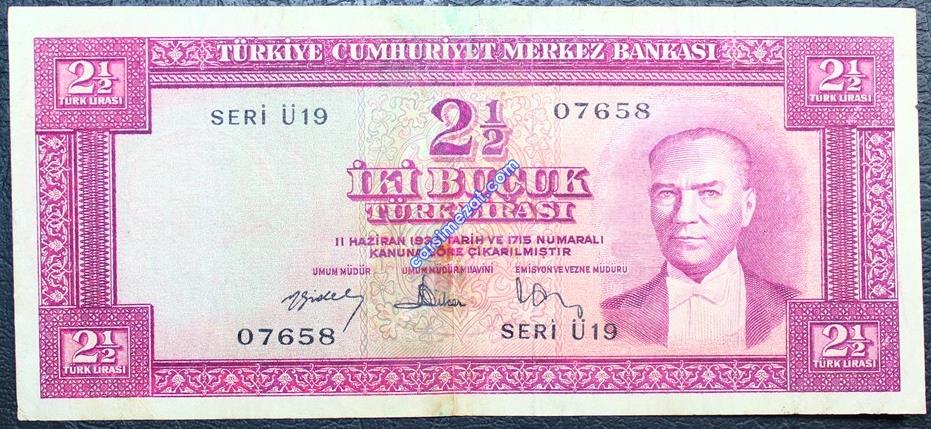 TÜRKİYE CUMHURİYET MERKEZ BANKASI
2½
TÜRK LİRASI
2½
TÜRK LİRASI
SERİ Ü19
2½
07658
İKİ BUÇUK
TÜRK LİRASI
11 HAZİRAN TARİH VE 1715 NUMARALI
KANUNA GÖRE ÇIKARILMIŞTIR
UMUM MÜDÜR
UMUM MÜDÜR MUAVİNİ
EMİSYON VE VEZNE MÜDÜRÜ
07658
SERİ Ü19
2½
TÜRK LİRASI
2½
TÜRK LİRASI